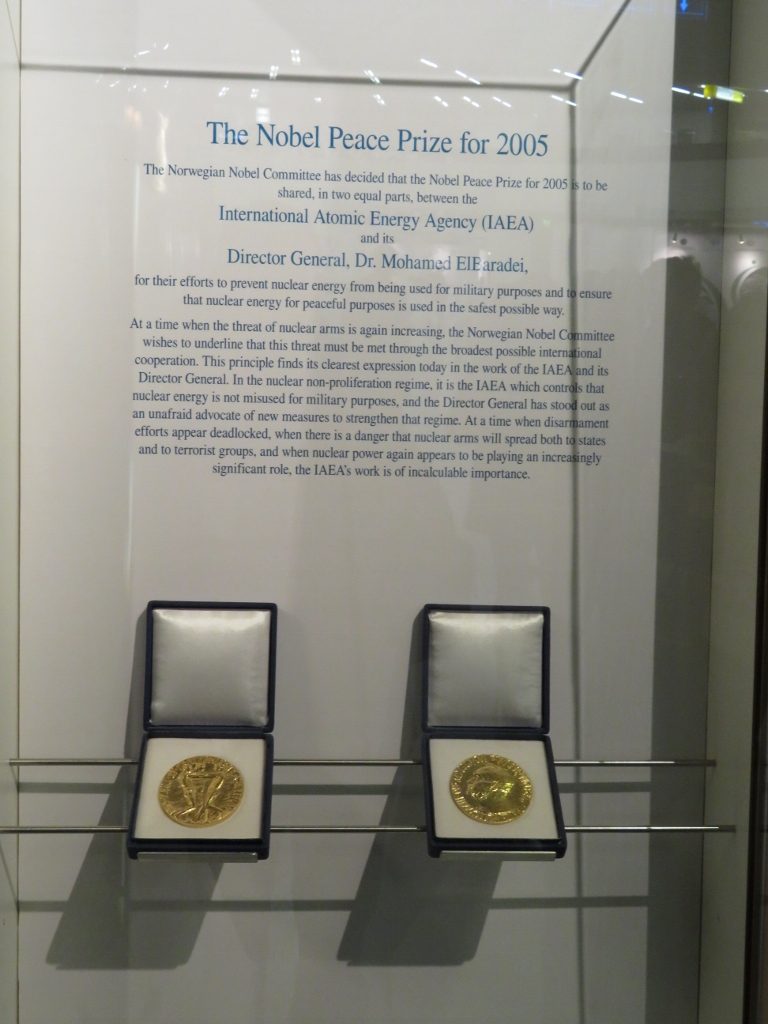 The Nobel Peace Prize for 2005
The Norwegian Nobel Committee has decided that the Nobel Peace Prize for 2005 is to be
shared, in two equal parts, between the
International Atomic Energy Agency (IAEA)
and its
Director General, Dr. Mohamed ElBaradei,
for their efforts to prevent nuclear energy from being used for military purposes and to ensure
that nuclear energy for peaceful purposes is used in the safest possible way.
At a time when the threat of nuclear arms is again increasing, the Norwegian Nobel Committee
wishes to underline that this threat must be met through the broadest possible international
cooperation. This principle finds its clearest expression today in the work of the IAEA and its
Director General. In the nuclear non-proliferation regime, it is the IAEA which controls that
nuclear energy is not misused for military purposes, and the Director General has stood out as
an unafraid advocate of new measures to strengthen that regime. At a time when disarmament
efforts appear deadlocked, when there is a danger that nuclear arms will spread both to states
and to terrorist groups, and when nuclear power again appears to be playing an increasingly
significant role, the IAEA's work is of incalculable importance.